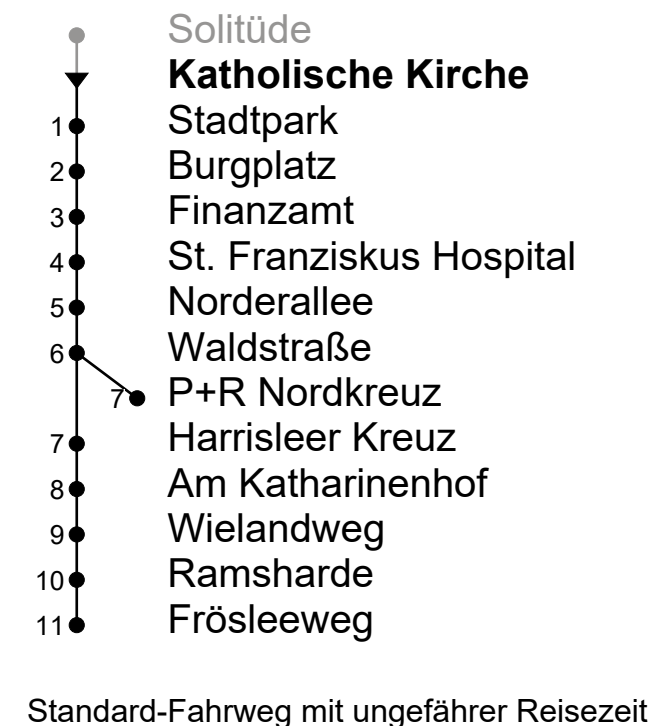 Solitüde
Katholische Kirche
1 Stadtpark
2 Burgplatz
3 Finanzamt
4 St. Franziskus Hospital
5 Norderallee
6 Waldstraße
7 P+R Nordkreuz
7 Harrisleer Kreuz
8 Am Katharinenhof
9 Wielandweg
10 Ramsharde
11 Frösleeweg
Standard-Fahrweg mit ungefährer Reisezeit